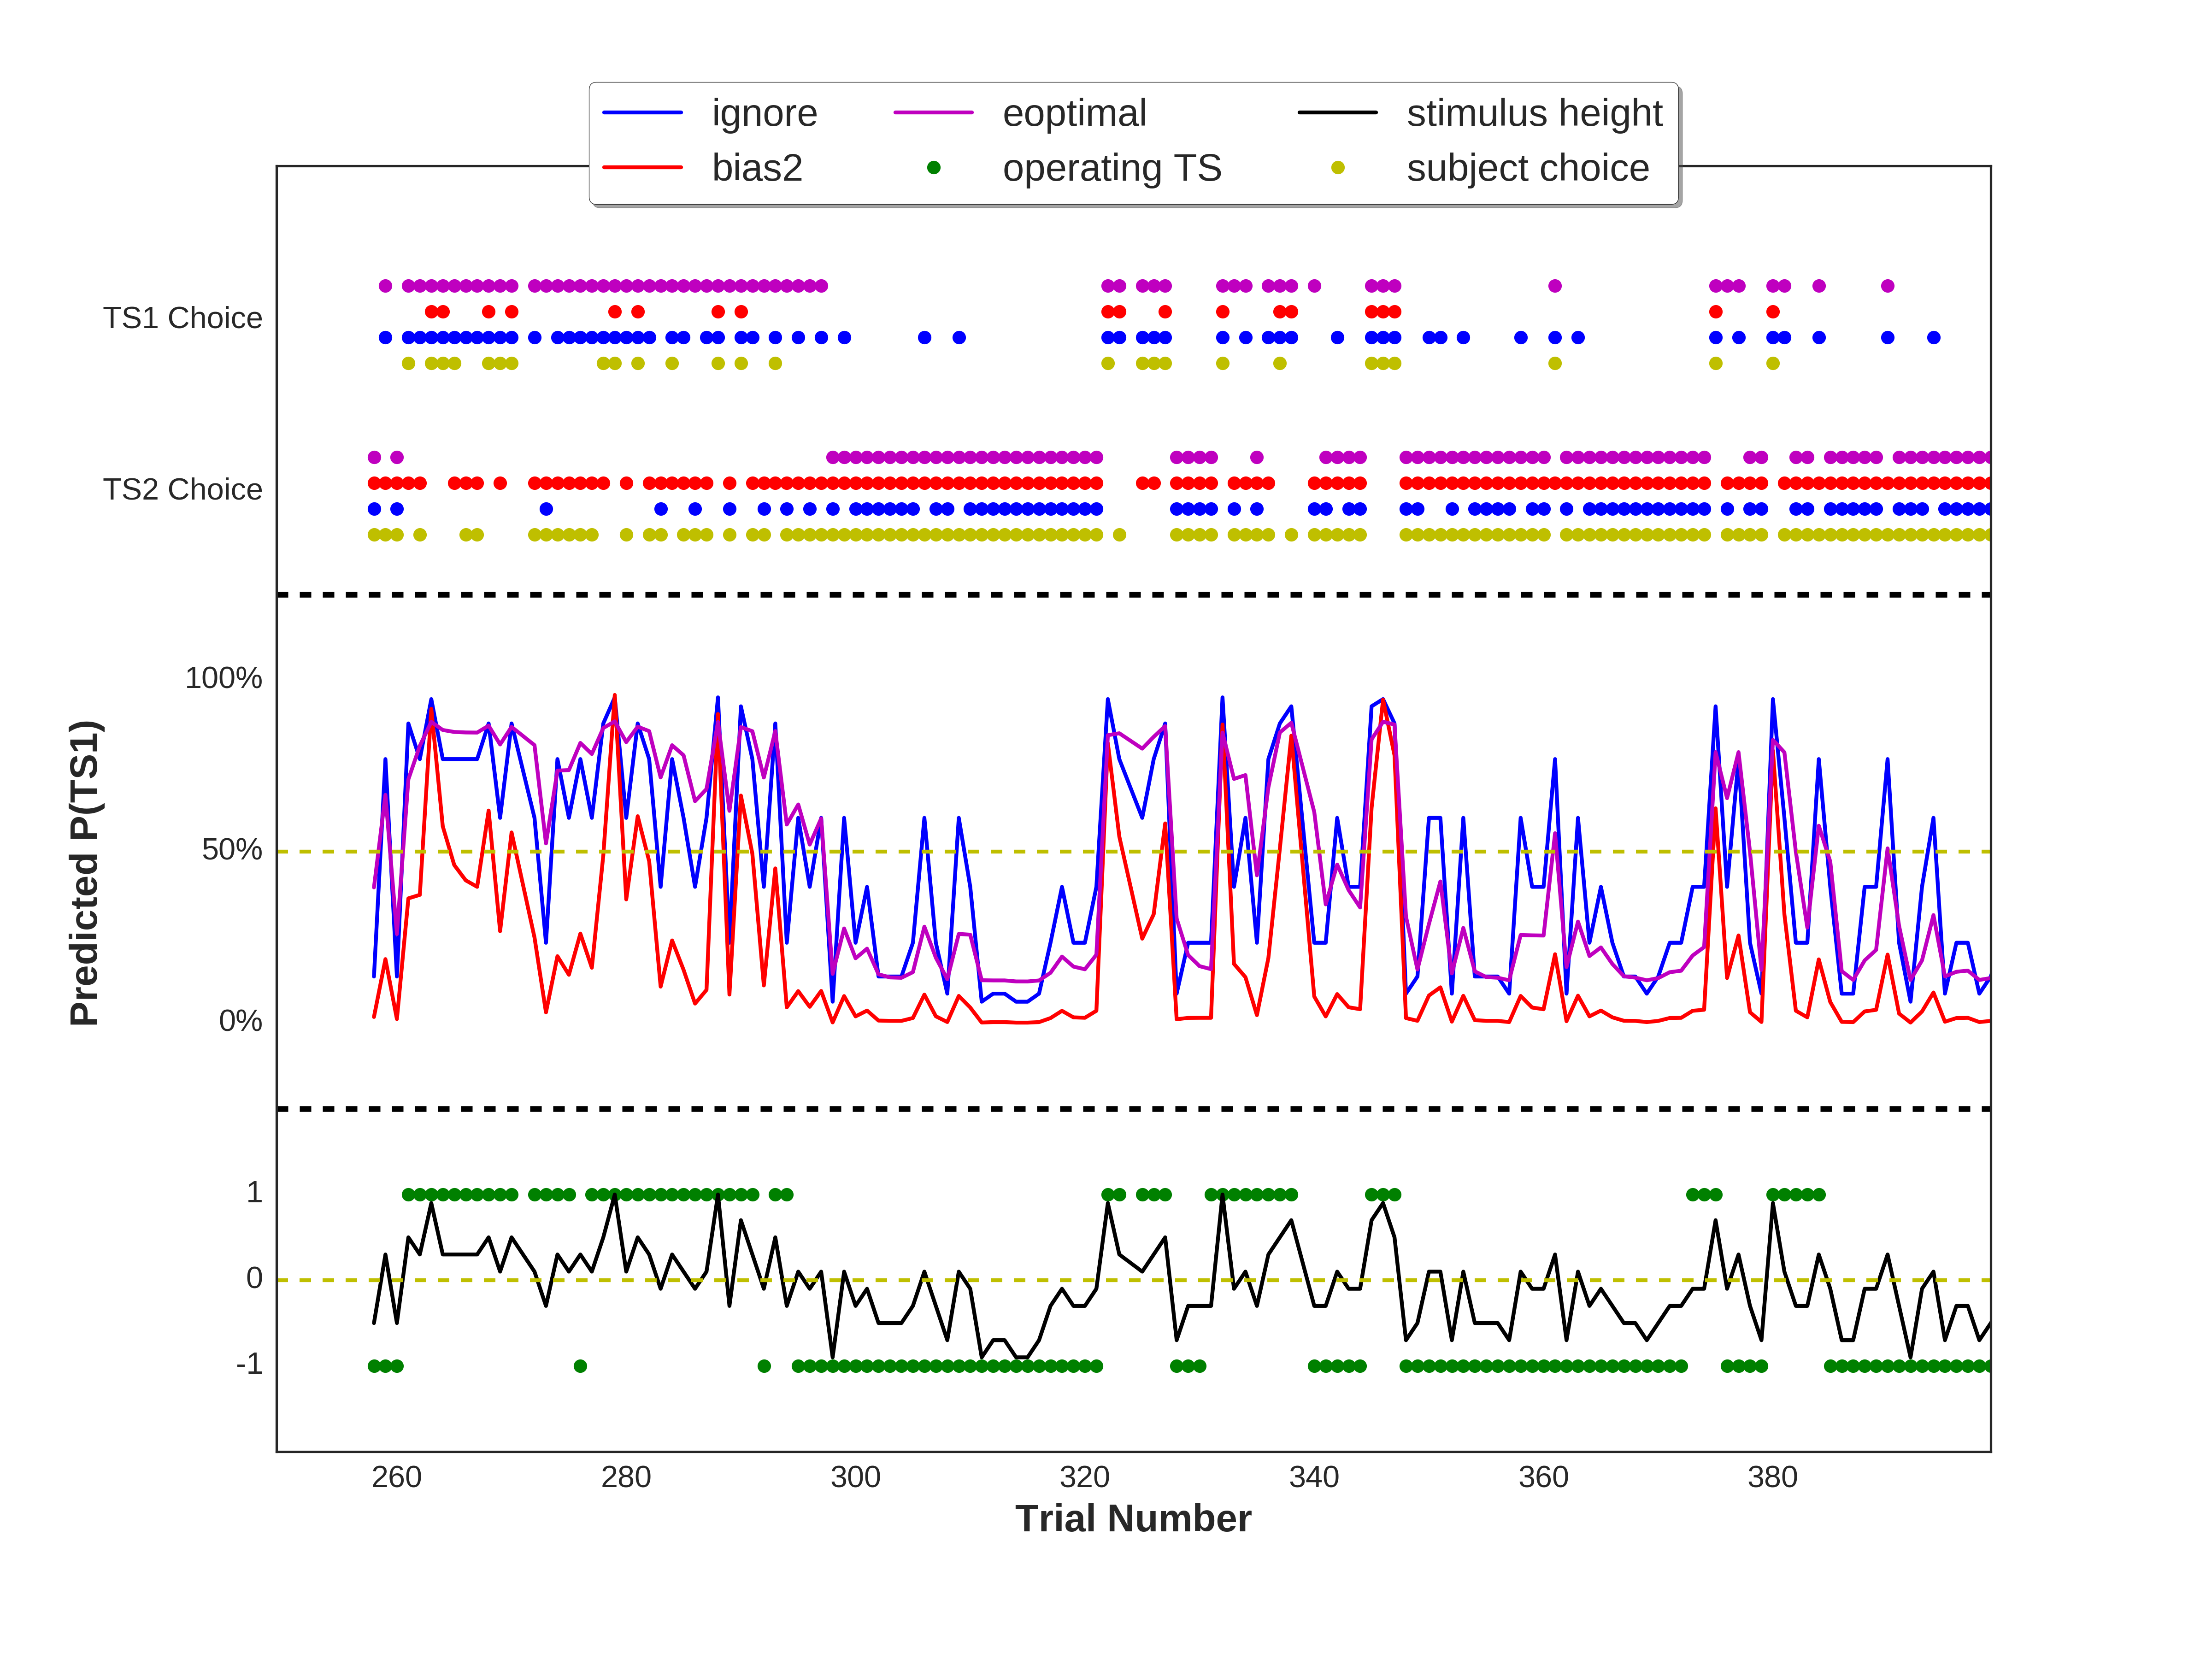 ignore eoptimal stimulus height
bias2 operating TS subject choice
TS1 Choice
TS2 Choice
100%
50%
0%
Predicted P(TS1)
1
0
-1
260 280 300 320 340 360 380
Trial Number